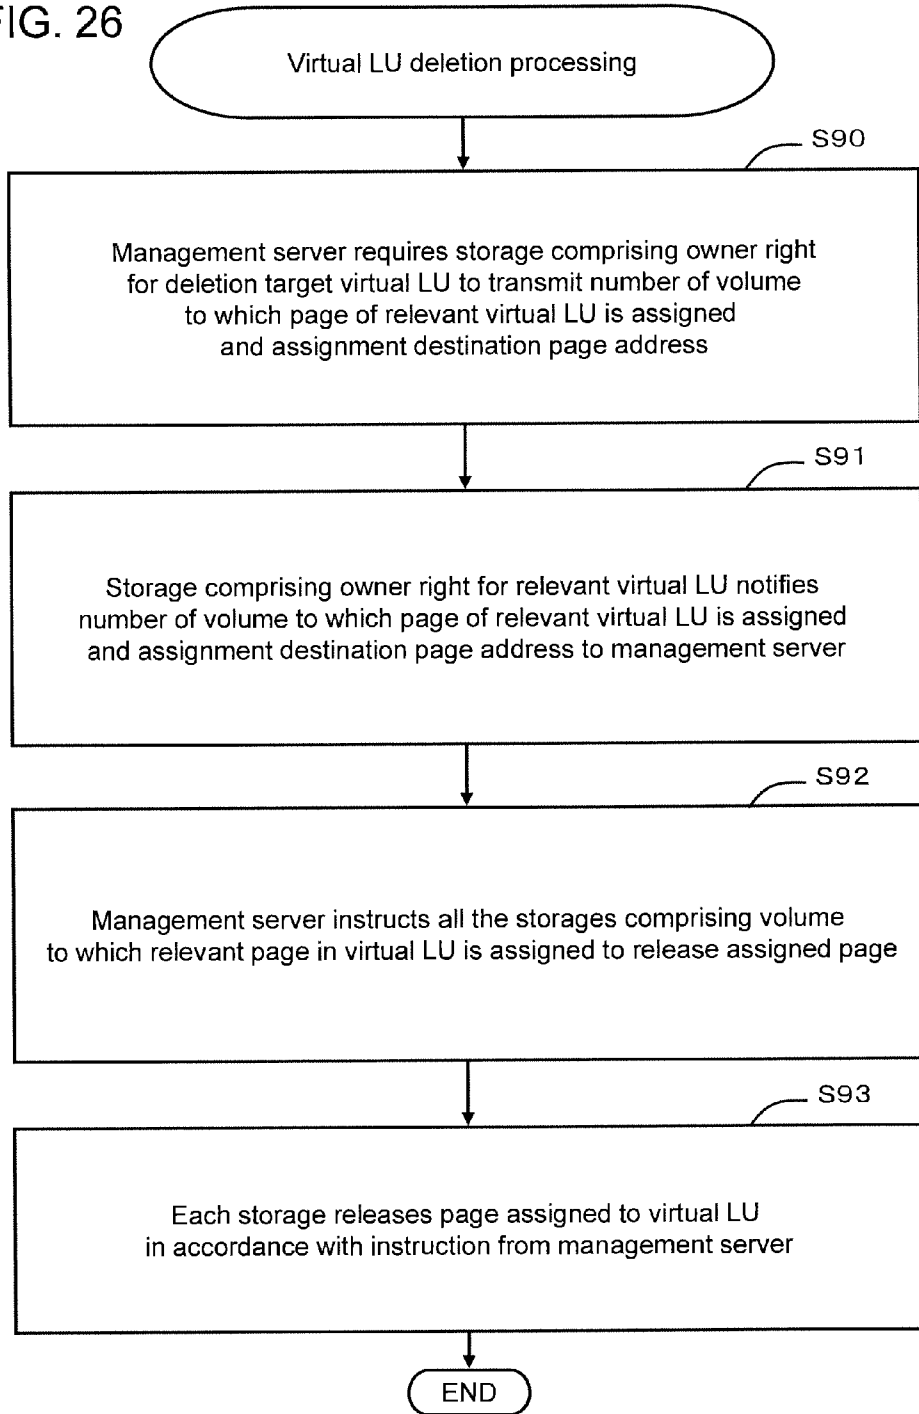 FIG. 26
Virtual LU deletion processing
S90
Management server requires storage comprising owner right
for deletion target virtual LU to transmit number of volume
to which page of relevant virtual LU is assigned
and assignment destination page address
S91
Storage comprising owner right for relevant virtual LU notifies
number of volume to which page of relevant virtual LU is assigned
and assignment destination page address to management server
S92
Management server instructs all the storages comprising volume
to which relevant page in virtual LU is assigned to release assigned page
S93
Each storage releases page assigned to virtual LU
in accordance with instruction from management server
END